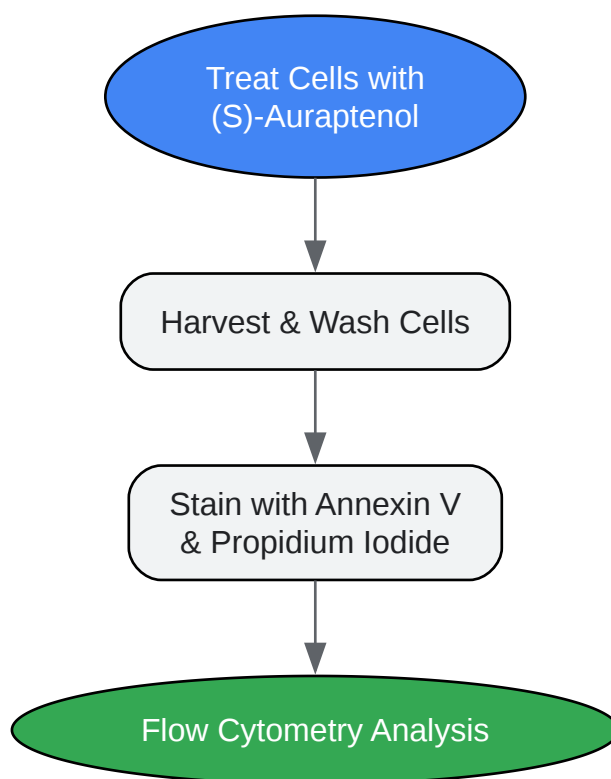 Treat Cells with
(S)-Auraptenol
Harvest & Wash Cells
Stain with Annexin V
& Propidium Iodide
Flow Cytometry Analysis